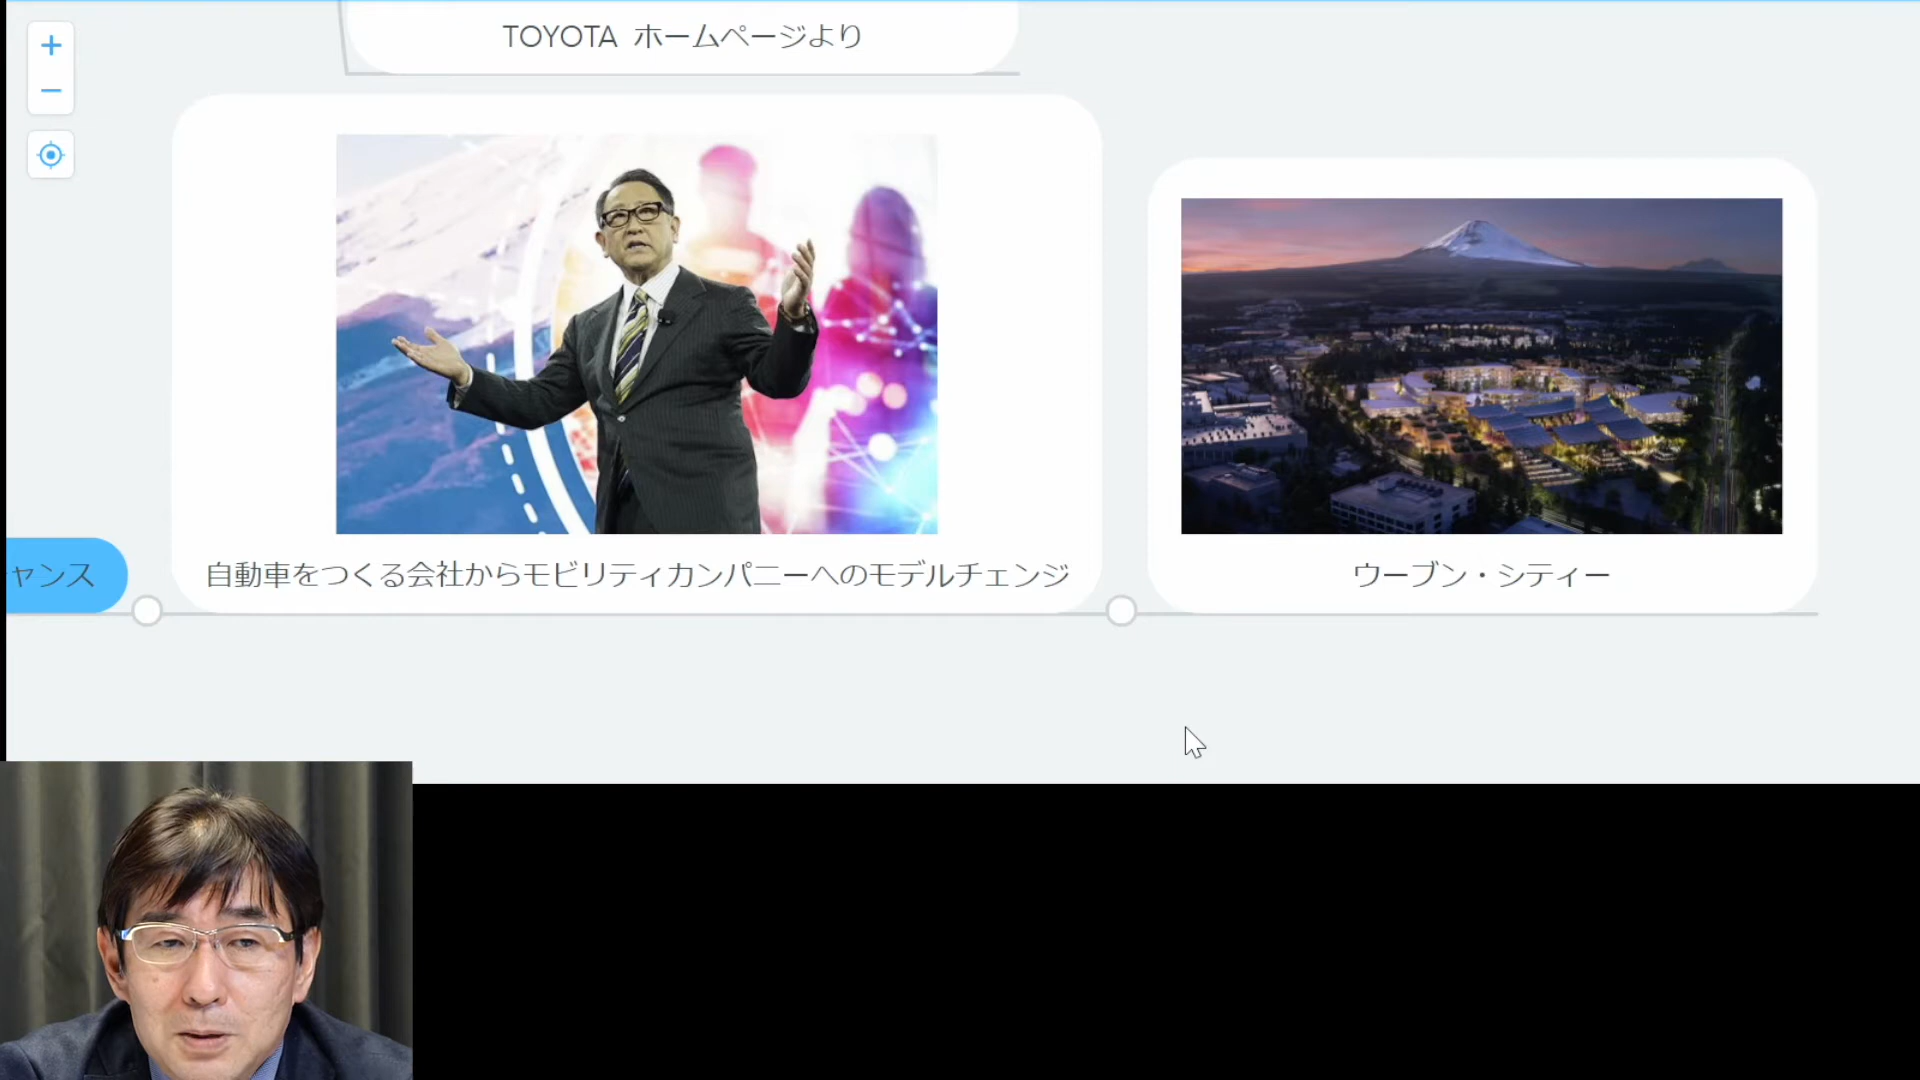 TOYOTA ホームページより
ャンス
自動車をつくる会社からモビリティカンパニーへのモデルチェンジ
ウーブン・シティー